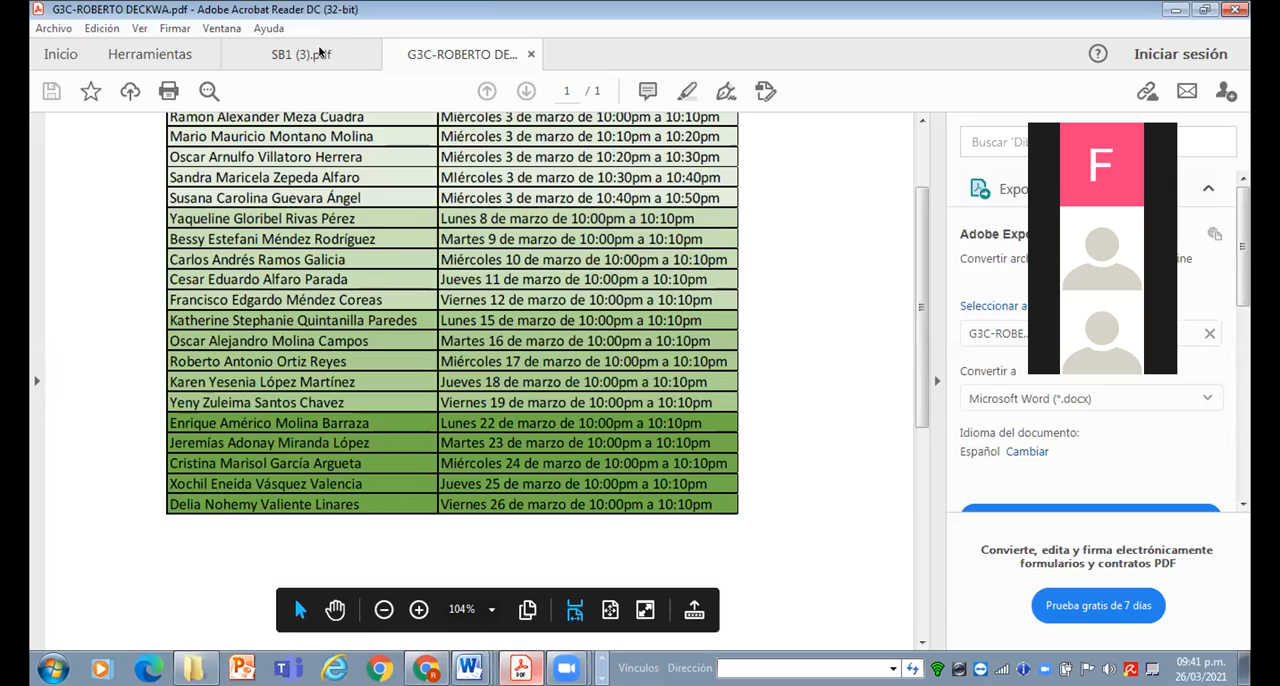 G3C-ROBERTO DECKWA.pdf - Adobe Acrobat Reader DC (32-bit)
Archivo Edición Ver Firmar Ventana Ayuda
Inicio Herramientas SB1 (3).pdf G3C-ROBERTO DE... × ? Iniciar sesión
1 / 1
Ramon Alexander Meza Cuadra Miércoles 3 de marzo de 10:00pm a 10:10pm
Mario Mauricio Montano Molina Miércoles 3 de marzo de 10:10pm a 10:20pm
Oscar Arnulfo Villatoro Herrera Miércoles 3 de marzo de 10:20pm a 10:30pm
Sandra Maricela Zepeda Alfaro MIércoles 3 de marzo de 10:30pm a 10:40pm
Susana Carolina Guevara Ángel Miércoles 3 de marzo de 10:40pm a 10:50pm
Yaqueline Gloribel Rivas Pérez Lunes 8 de marzo de 10:00pm a 10:10pm
Bessy Estefani Méndez Rodríguez Martes 9 de marzo de 10:00pm a 10:10pm
Carlos Andrés Ramos Galicia Miércoles 10 de marzo de 10:00pm a 10:10pm
Cesar Eduardo Alfaro Parada Jueves 11 de marzo de 10:00pm a 10:10pm
Francisco Edgardo Méndez Coreas Viernes 12 de marzo de 10:00pm a 10:10pm
Katherine Stephanie Quintanilla Paredes Lunes 15 de marzo de 10:00pm a 10:10pm
Oscar Alejandro Molina Campos Martes 16 de marzo de 10:00pm a 10:10pm
Roberto Antonio Ortiz Reyes Miércoles 17 de marzo de 10:00pm a 10:10pm
Karen Yesenia López Martínez Jueves 18 de marzo de 10:00pm a 10:10pm
Yeny Zuleima Santos Chavez Viernes 19 de marzo de 10:00pm a 10:10pm
Enrique Américo Molina Barraza Lunes 22 de marzo de 10:00pm a 10:10pm
Jeremías Adonay Miranda López Martes 23 de marzo de 10:00pm a 10:10pm
Cristina Marisol García Argueta Miércoles 24 de marzo de 10:00pm a 10:10pm
Xochil Eneida Vásquez Valencia Jueves 25 de marzo de 10:00pm a 10:10pm
Delia Nohemy Valiente Linares Viernes 26 de marzo de 10:00pm a 10:10pm
104%
Buscar 'Di
F
Expo
Adobe Expo
Convertir arc ine
Seleccionar a
G3C-ROBE..
Convertir a
Microsoft Word (*.docx)
Idioma del documento:
Español Cambiar
Convierte, edita y firma electrónicamente
formularios y contratos PDF
Prueba gratis de 7 días
Vínculos Dirección
09:41 p.m.
26/03/2021